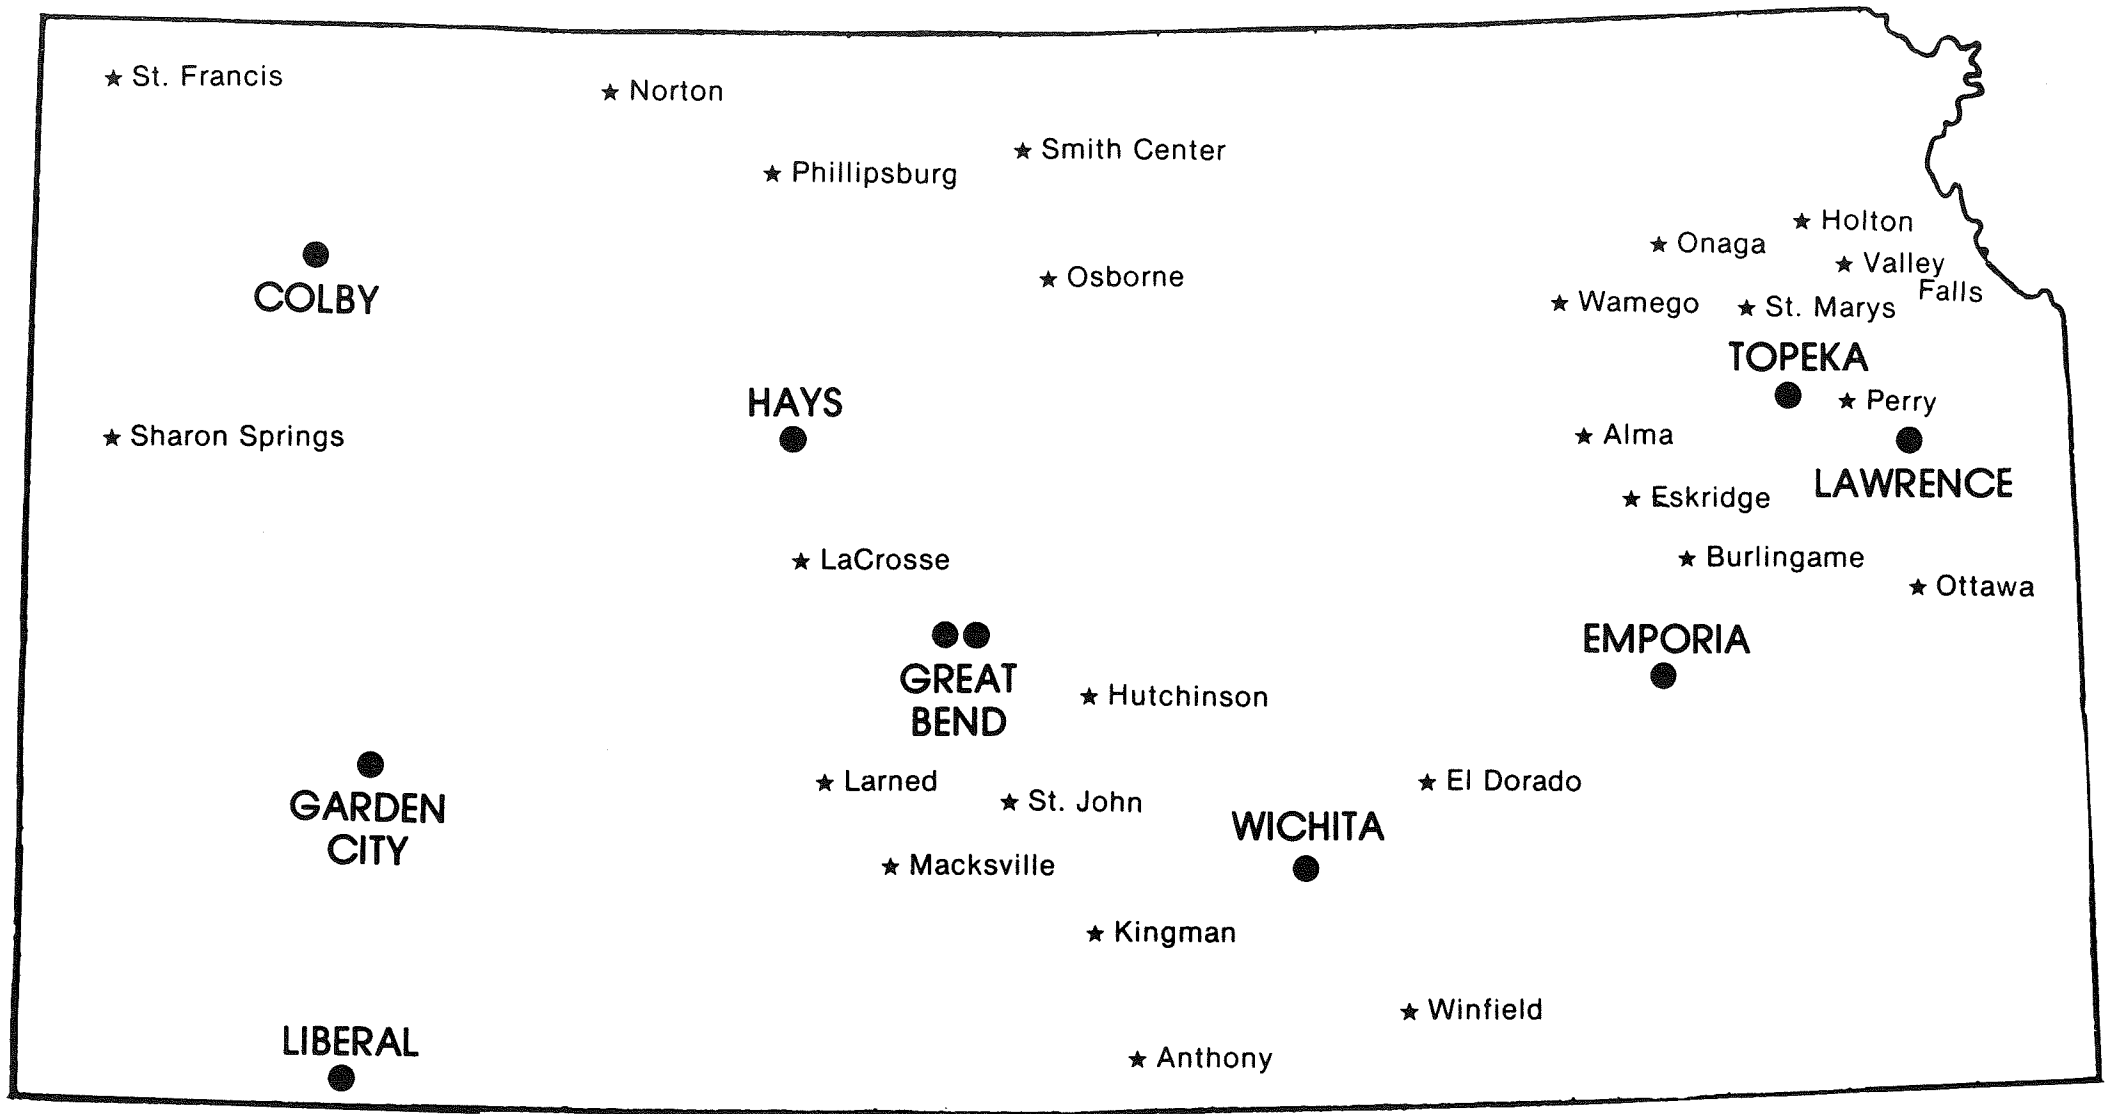 St. Francis
Norton
Smith Center
Phillipsburg
Holton
Onaga
Valley
Falls
COLBY
Osborne
Wamego
St. Marys
TOPEKA
HAYS
Perry
Sharon Springs
Alma
LAWRENCE
Eskridge
LaCrosse
Burlingame
Ottawa
EMPORIA
GREAT
BEND
Hutchinson
Larned
El Dorado
St. John
GARDEN
CITY
WICHITA
Macksville
Kingman
Winfield
LIBERAL
Anthony